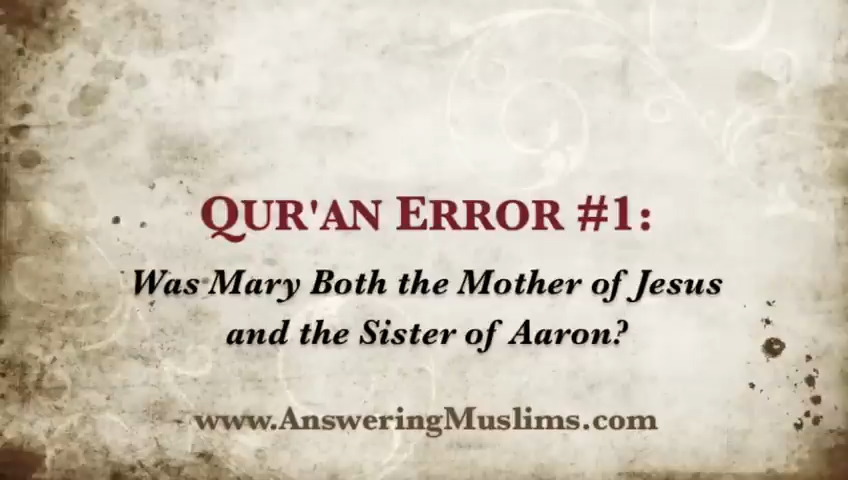 QUR'AN ERROR #1:
Was Mary Both the Mother of Jesus
and the Sister of Aaron?
www.AnsweringMuslims.com